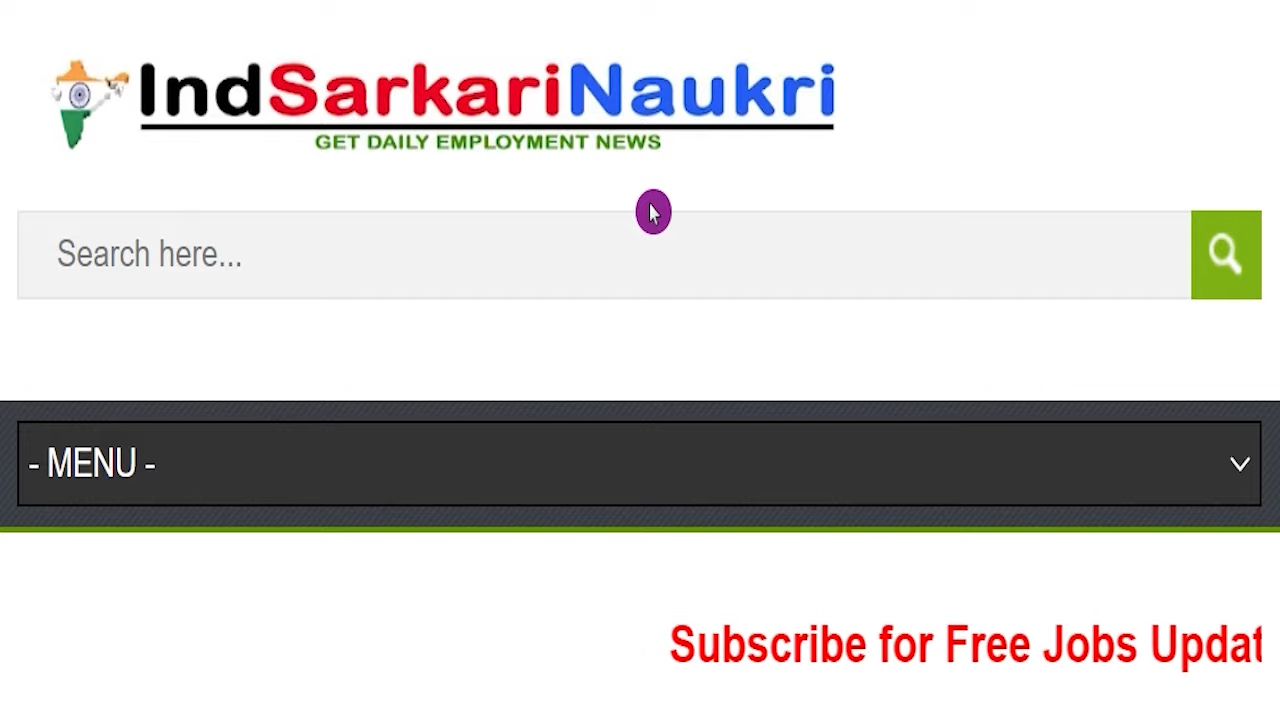 IndSarkariNaukri
GET DAILY EMPLOYMENT NEWS
Search here...
- MENU -
Subscribe for Free Jobs Updat